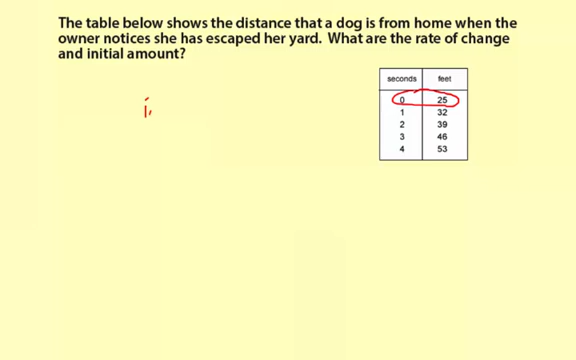 The table below shows the distance that a dog is from home when the
owner notices she has escaped her yard. What are the rate of change
and initial amount?
seconds feet
0 25
1 32
2 39
3 46
4 53
i